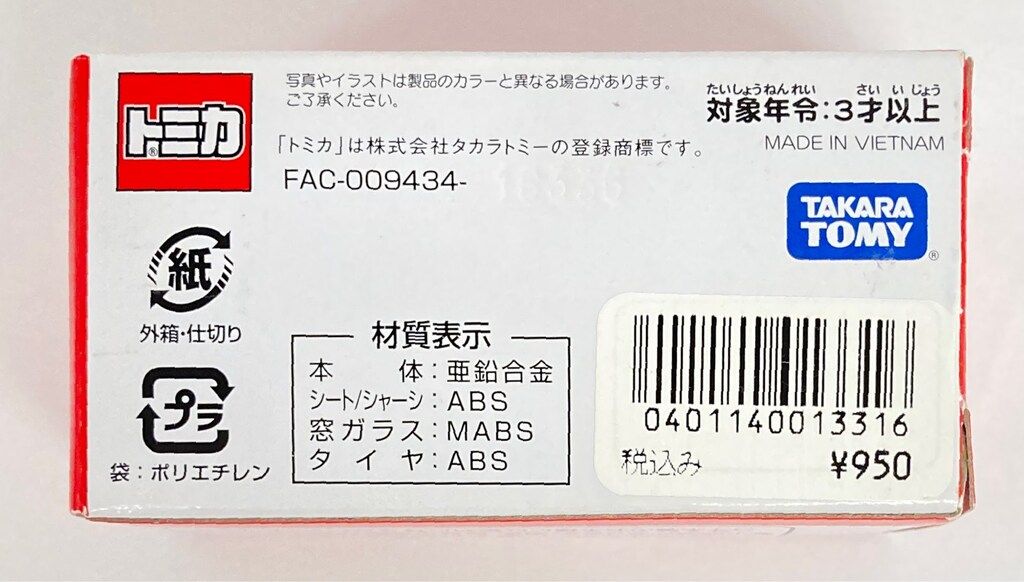 トミカ®
写真やイラストは製品のカラーと異なる場合があります。
ご了承ください。
「トミカ」は株式会社タカラトミーの登録商標です。
FAC-009434-
たいしょうねんれい さいいじょう
対象年令:3才以上
MADE IN VIETNAM
TAKARA
TOMY®
紙
外箱・仕切り
プラ
袋:ポリエチレン
材質表示
本体:亜鉛合金
シート/シャーシ:ABS
窓ガラス:MABS
タイヤ:ABS
0401140013316
税込み ¥950